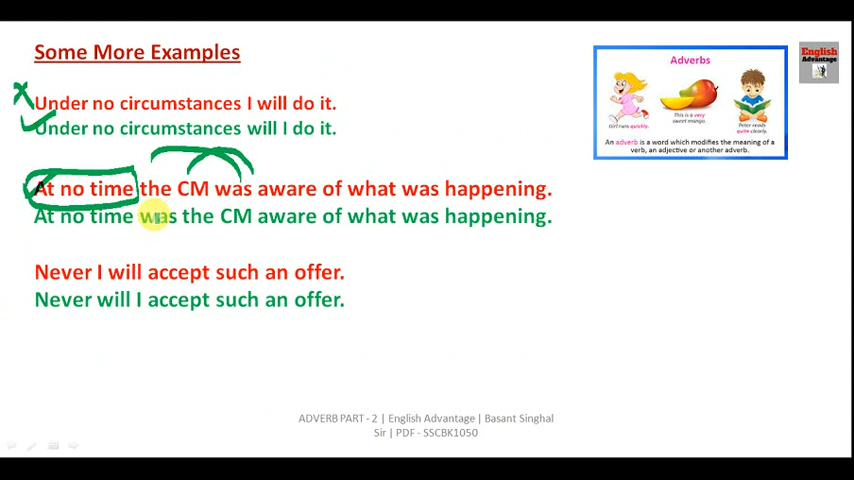 Some More Examples
Under no circumstances I will do it.
Under no circumstances will I do it.
At no time the CM was aware of what was happening.
At no time was the CM aware of what was happening.
Never I will accept such an offer.
Never will I accept such an offer.
Adverbs
Girl runs quickly.
This is a very
sweet mango.
Peter reads
quite clearly.
An adverb is a word which modifies the meaning of a
verb, an adjective or another adverb.
English
Advantage
ADVERB PART - 2 | English Advantage | Basant Singhal
Sir | PDF - SSCBK1050